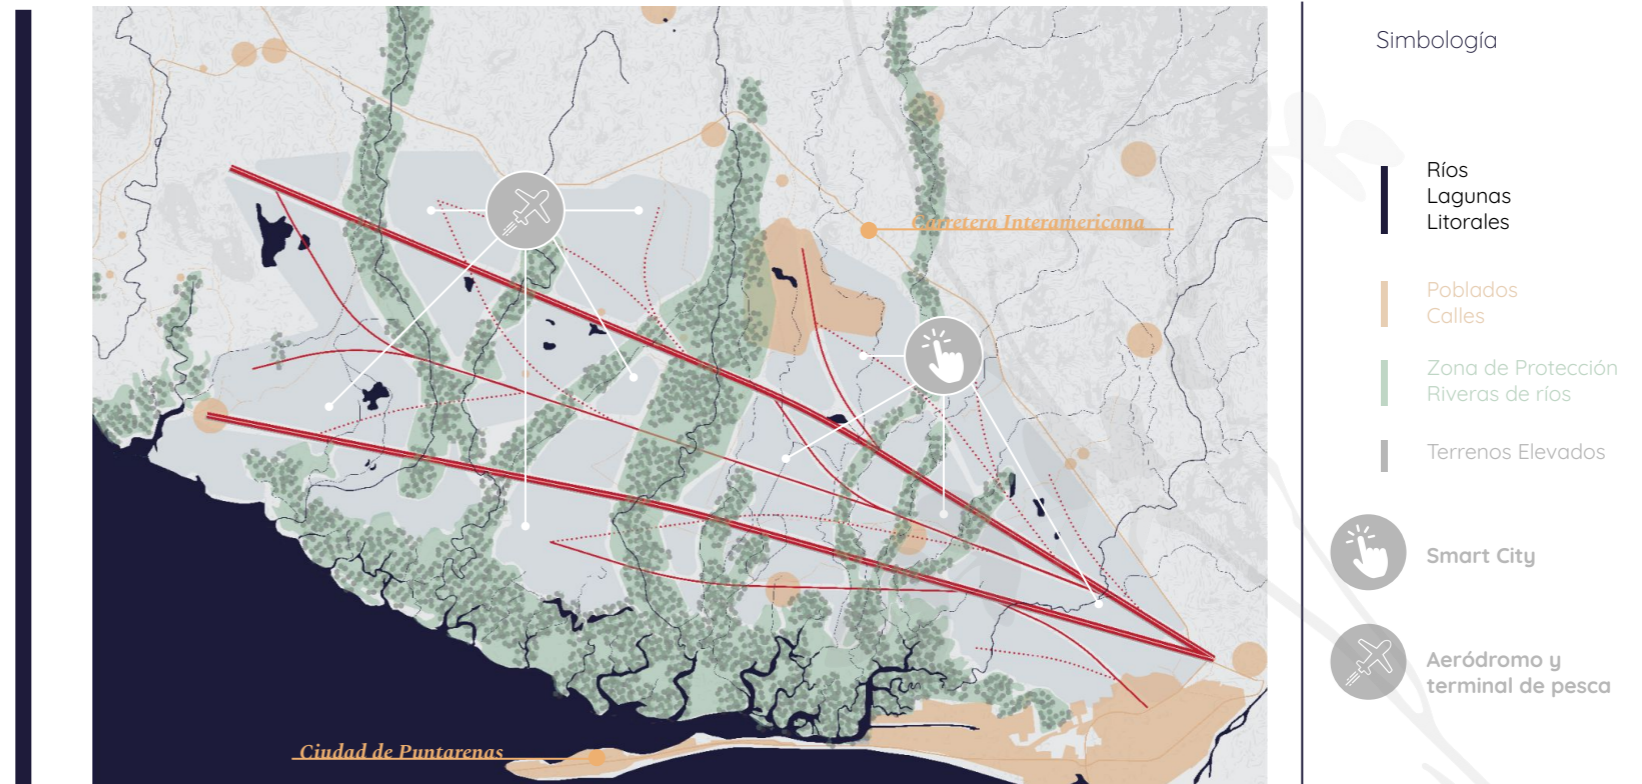 Simbología
Carretera Interamericana
Ciudad de Puntarenas
Ríos
Lagunas
Litorales
Poblados
Calles
Zona de Protección
Riveras de ríos
Terrenos Elevados
Smart City
Aeródromo y
terminal de pesca